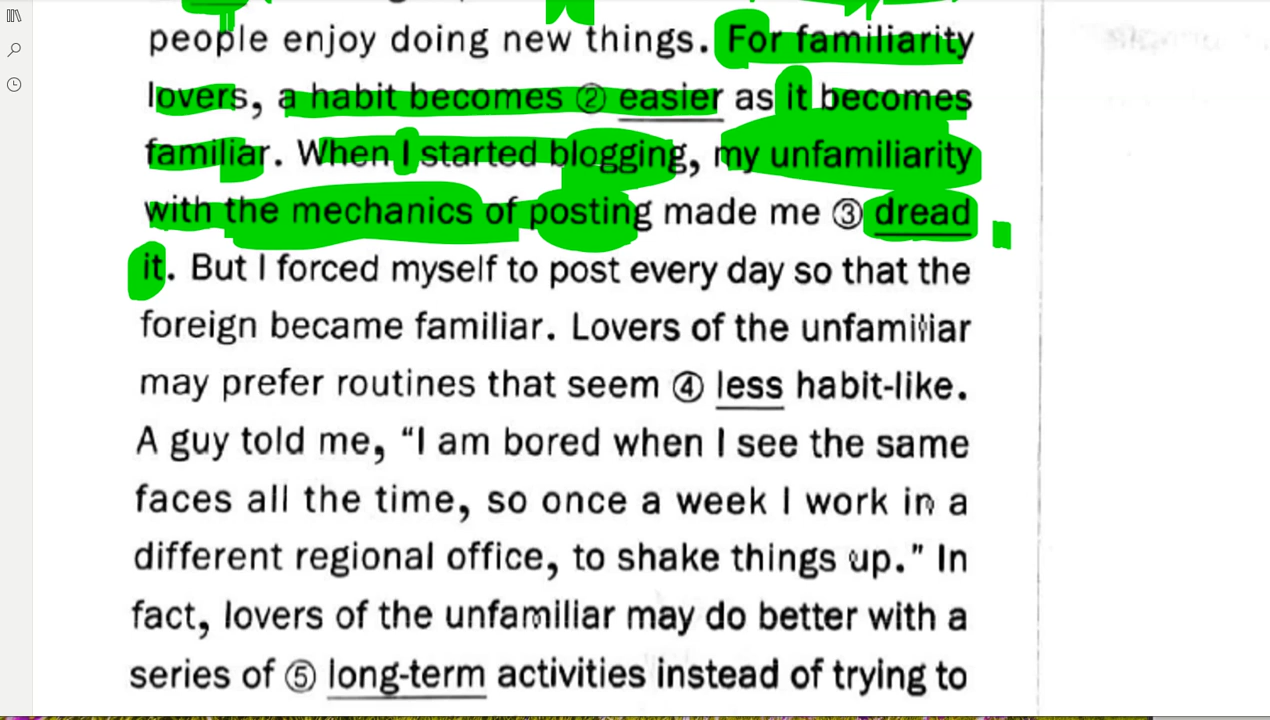 people enjoy doing new things. For familiarity
lovers, a habit becomes ② easier as it becomes
familiar. When I started blogging, my unfamiliarity
with the mechanics of posting made me ③ dread
it. But I forced myself to post every day so that the
foreign became familiar. Lovers of the unfamiliar
may prefer routines that seem ④ less habit-like.
A guy told me, “I am bored when I see the same
faces all the time, so once a week I work in a
different regional office, to shake things up.” In
fact, lovers of the unfamiliar may do better with a
series of ⑤ long-term activities instead of trying to